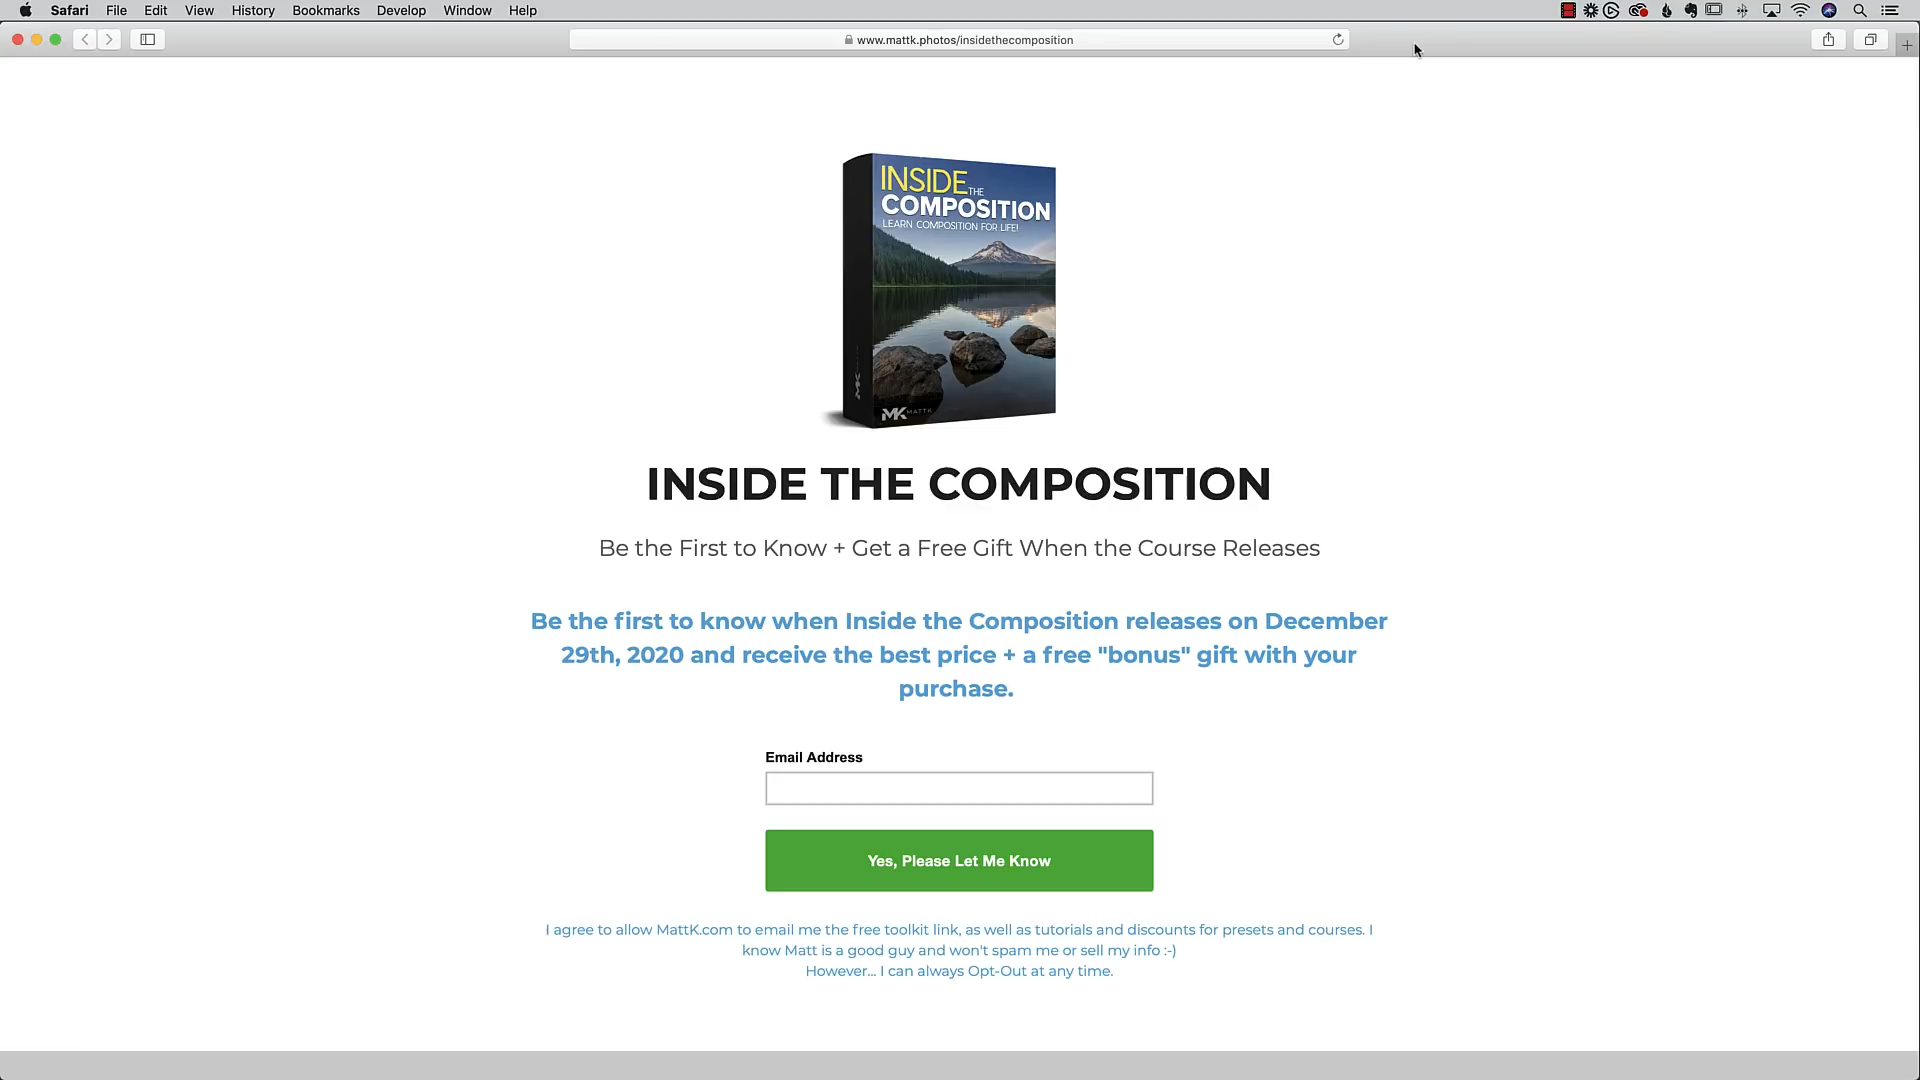 Safari File Edit View History Bookmarks Develop Window Help
www.mattk.photos/insidethecomposition
INSIDE THE
COMPOSITION
LEARN COMPOSITION FOR LIFE!
MK
MK MATTK
INSIDE THE COMPOSITION
Be the First to Know + Get a Free Gift When the Course Releases
Be the first to know when Inside the Composition releases on December
29th, 2020 and receive the best price + a free "bonus" gift with your
purchase.
Email Address
Yes, Please Let Me Know
I agree to allow MattK.com to email me the free toolkit link, as well as tutorials and discounts for presets and courses. I
know Matt is a good guy and won't spam me or sell my info :-)
However... I can always Opt-Out at any time.